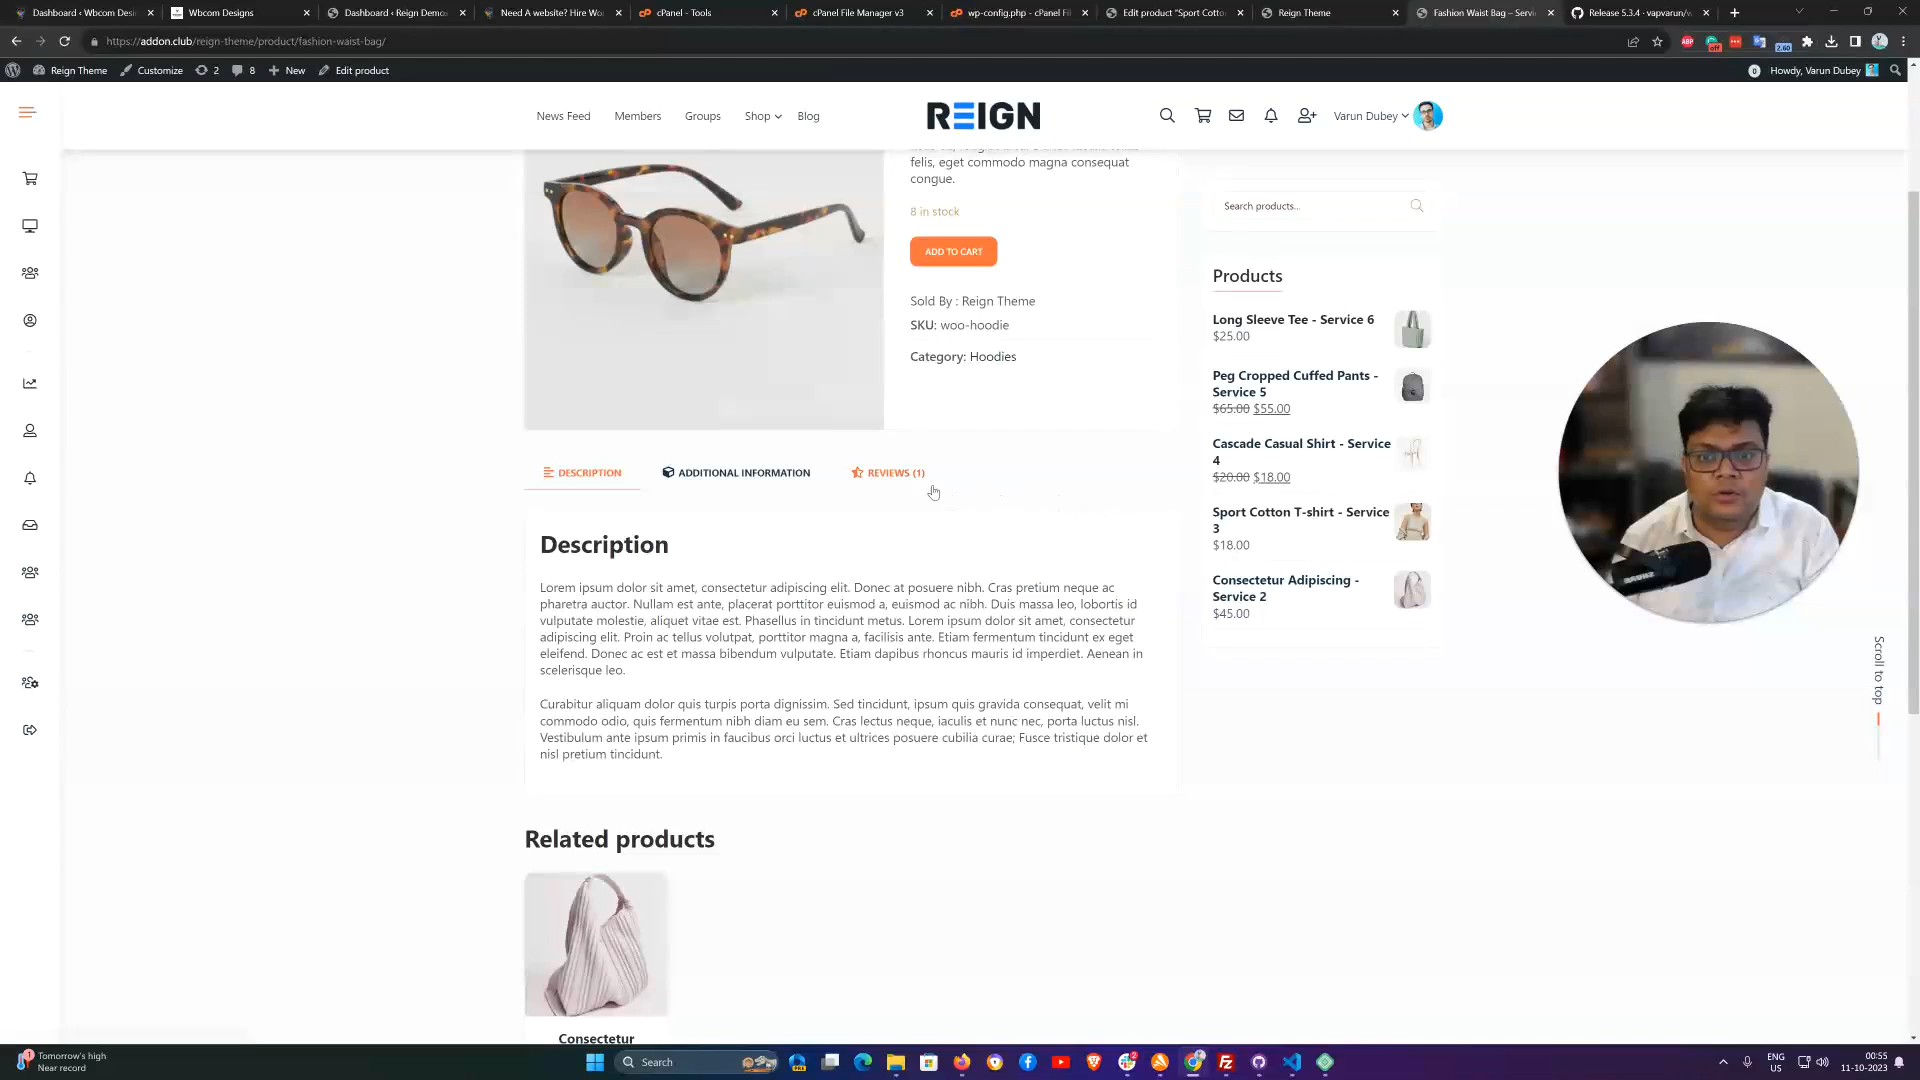 Dashboard ‹ Wbcom Desi
Wbcom Designs
Dashboard ‹ Reign Demo
Need A website? Hire Wo
cPanel - Tools
cPanel File Manager v3
wp-config.php - cPanel Fi
Edit product "Sport Cotto
Reign Theme
Fashion Waist Bag – Servi
Release 5.3.4 · vapvarun/w
https://addon.club/reign-theme/product/fashion-waist-bag/
ABP
off
2.60
Reign Theme
Customize
2
8
New
Edit product
0
Howdy, Varun Dubey
News Feed
Members
Groups
Shop
Blog
REIGN
Varun Dubey
felis, eget commodo magna consequat
congue.
8 in stock
ADD TO CART
Sold By : Reign Theme
SKU: woo-hoodie
Category: Hoodies
Search products...
Products
Long Sleeve Tee - Service 6
$25.00
Peg Cropped Cuffed Pants -
Service 5
$65.00 $55.00
Cascade Casual Shirt - Service
4
$20.00 $18.00
Sport Cotton T-shirt - Service
3
$18.00
Consectetur Adipiscing -
Service 2
$45.00
DESCRIPTION
ADDITIONAL INFORMATION
REVIEWS (1)
Description
Lorem ipsum dolor sit amet, consectetur adipiscing elit. Donec at posuere nibh. Cras pretium neque ac
pharetra auctor. Nullam est ante, placerat porttitor euismod a, euismod ac nibh. Duis massa leo, lobortis id
vulputate molestie, aliquet vitae est. Phasellus in tincidunt metus. Lorem ipsum dolor sit amet, consectetur
adipiscing elit. Proin ac tellus volutpat, porttitor magna a, facilisis ante. Etiam fermentum tincidunt ex eget
eleifend. Donec ac est et massa bibendum vulputate. Etiam dapibus rhoncus mauris id imperdiet. Aenean in
scelerisque leo.
Curabitur aliquam dolor quis turpis porta dignissim. Sed tincidunt, ipsum quis gravida consequat, velit mi
commodo odio, quis fermentum nibh diam eu sem. Cras lectus neque, iaculis et nunc nec, porta luctus nisl.
Vestibulum ante ipsum primis in faucibus orci luctus et ultrices posuere cubilia curae; Fusce tristique dolor et
nisl pretium tincidunt.
Scroll to top
Related products
Consectetur
Tomorrow's high
Near record
Search
ENG
US
00:55
11-10-2023